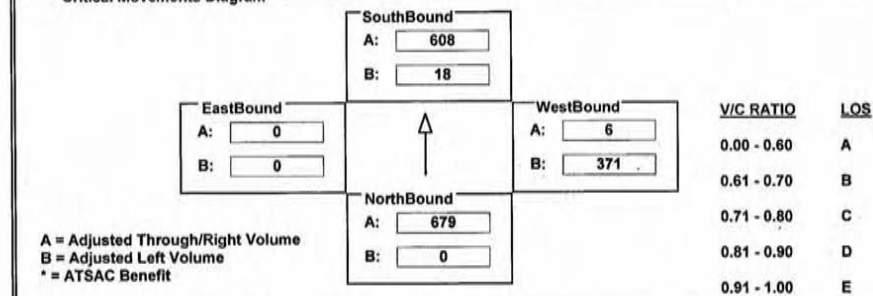 Critical Movements Diagram
SouthBound
A: 608
B: 18
EastBound
A: 0
B: 0
WestBound
A: 6
B: 371
NorthBound
A: 679
B: 0
A = Adjusted Through/Right Volume
B = Adjusted Left Volume
* = ATSAC Benefit
V/C RATIO LOS
0.00 - 0.60 A
0.61 - 0.70 B
0.71 - 0.80 C
0.81 - 0.90 D
0.91 - 1.00 E